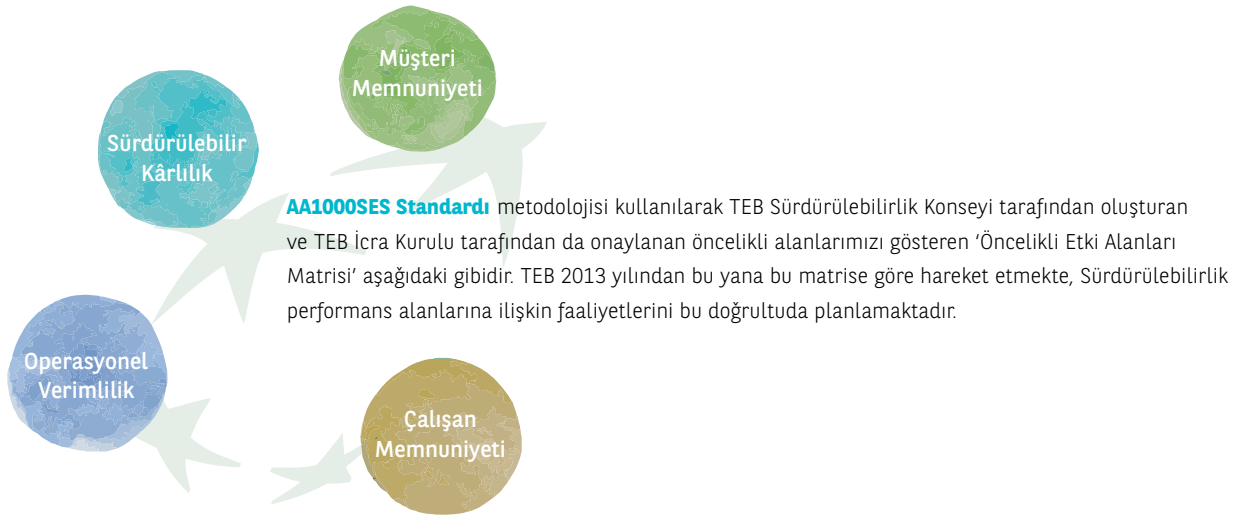 Müşteri
Memnuniyeti
Sürdürülebilir
Kârlılık
AA1000SES Standardı metodolojisi kullanılarak TEB Sürdürülebilirlik Konseyi tarafından oluşturan
ve TEB İcra Kurulu tarafından da onaylanan öncelikli alanlarımızı gösteren ‘Öncelikli Etki Alanları
Matrisi’ aşağıdaki gibidir. TEB 2013 yılından bu yana bu matrise göre hareket etmekte, Sürdürülebilirlik
performans alanlarına ilişkin faaliyetlerini bu doğrultuda planlamaktadır.
Operasyonel
Verimlilik
Çalışan
Memnuniyeti